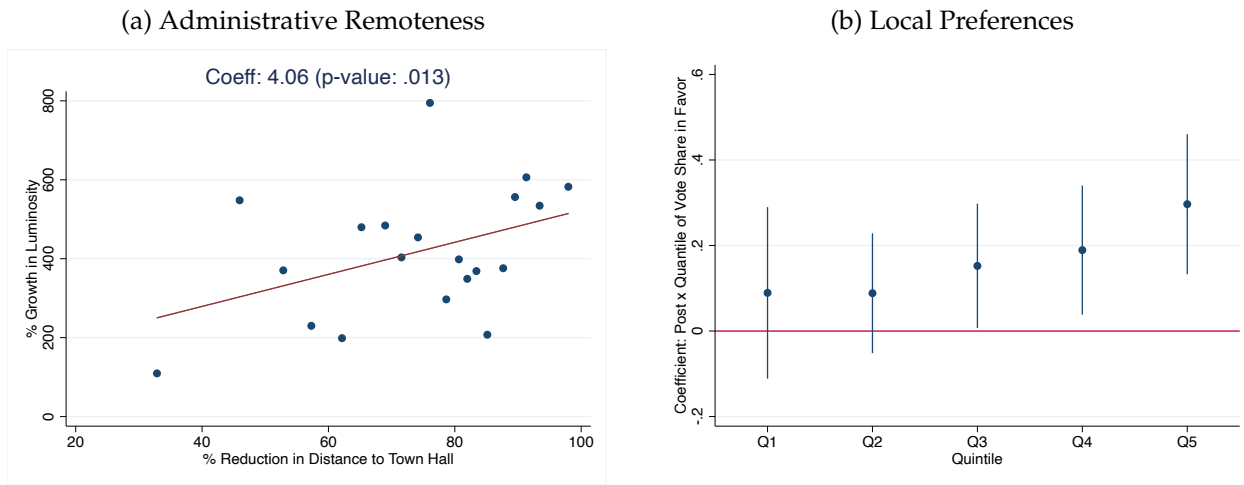 (a) Administrative Remoteness
Coeff: 4.06 (p-value: .013)
% Growth in Luminosity
800
600
400
200
0
20 40 60 80 100
% Reduction in Distance to Town Hall
(b) Local Preferences
Coefficient: Post x Quantile of Vote Share in Favor
.6
.4
.2
0
-.2
Q1 Q2 Q3 Q4 Q5
Quintile